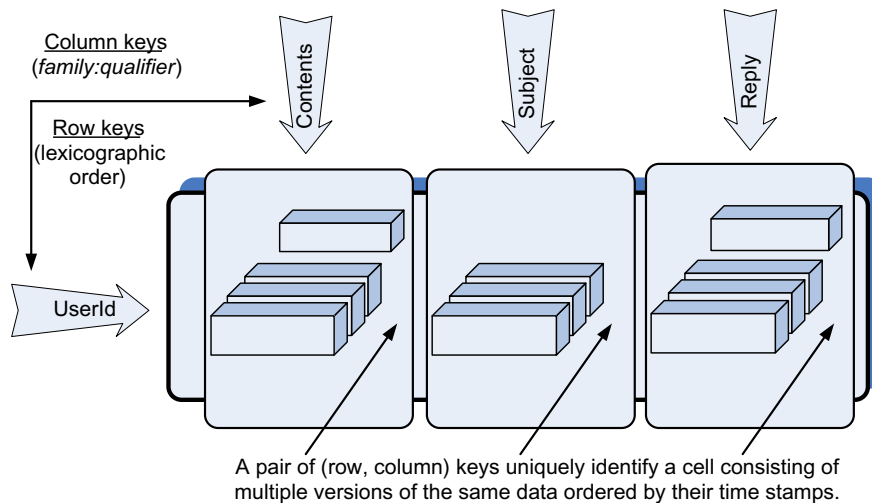 Column keys
(family:qualifier)
Row keys
(lexicographic
order)
Contents
Subject
Reply
UserId
A pair of (row, column) keys uniquely identify a cell consisting of
multiple versions of the same data ordered by their time stamps.